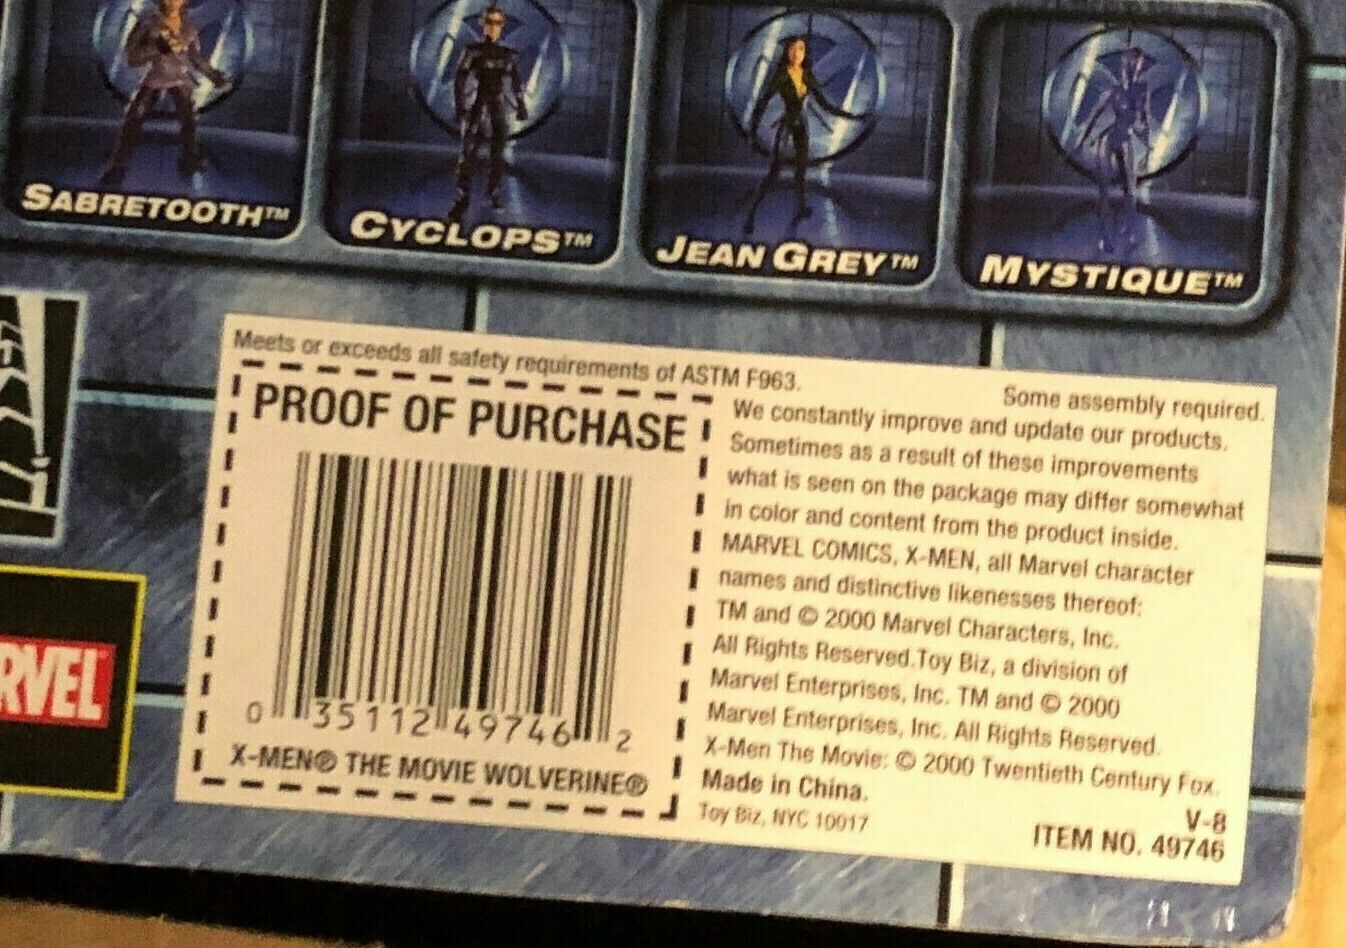 SABRETOOTH™
CYCLOPS™
JEAN GREY™
MYSTIQUE™
Meets or exceeds all safety requirements of ASTM F963.
Some assembly required.
PROOF OF PURCHASE
0 35112 49746 2
X-MEN® THE MOVIE WOLVERINE®
We constantly improve and update our products.
Sometimes as a result of these improvements
what is seen on the package may differ somewhat
in color and content from the product inside.
MARVEL COMICS, X-MEN, all Marvel character
names and distinctive likenesses thereof:
TM and © 2000 Marvel Characters, Inc.
All Rights Reserved.Toy Biz, a division of
Marvel Enterprises, Inc. TM and © 2000
Marvel Enterprises, Inc. All Rights Reserved.
X-Men The Movie: © 2000 Twentieth Century Fox.
Made in China.
Toy Biz, NYC 10017
V-8
ITEM NO. 49746
RVEL